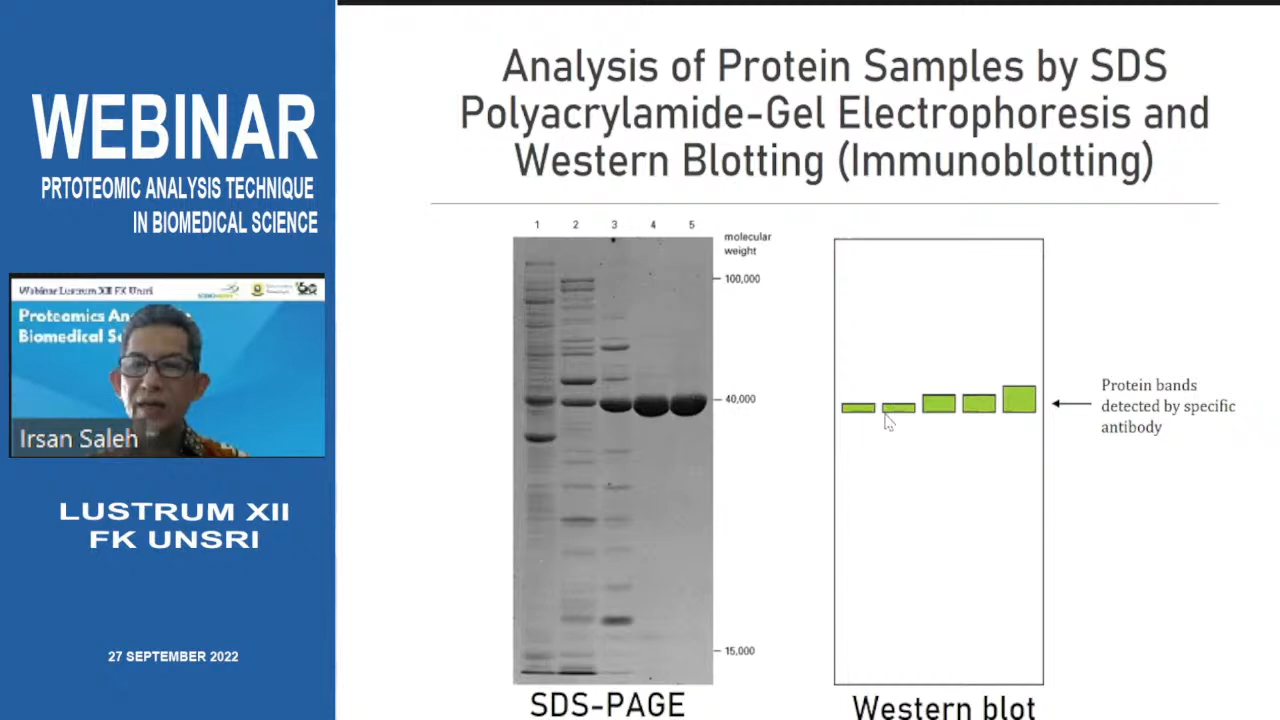 WEBINAR
PRTOTEOMIC ANALYSIS TECHNIQUE
IN BIOMEDICAL SCIENCE
Webinar Lustrum XII FK Unsri
Proteomics An
Biomedical S
Irsan Saleh
LUSTRUM XII
FK UNSRI
27 SEPTEMBER 2022
Analysis of Protein Samples by SDS
Polyacrylamide-Gel Electrophoresis and
Western Blotting (Immunoblotting)
1 2 3 4 5
molecular
weight
100,000
40,000
15,000
SDS-PAGE
Protein bands
detected by specific
antibody
Western blot